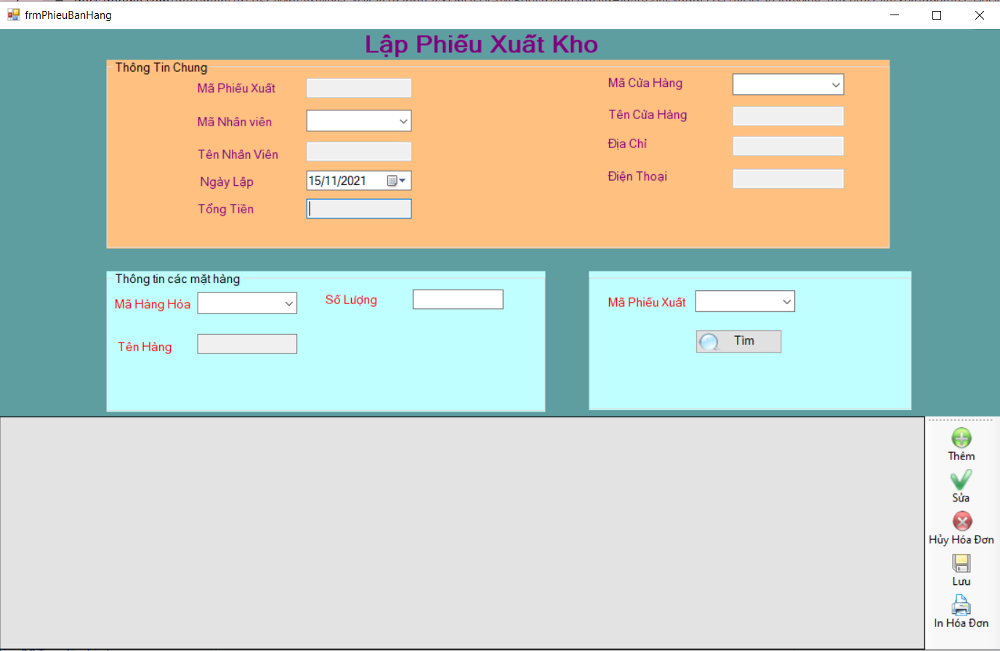 frmPhieuBanHang
Lập Phiếu Xuất Kho
Thông Tin Chung
Mã Phiếu Xuất
Mã Nhân viên
Tên Nhân Viên
Ngày Lập
15/11/2021
Tổng Tiền
Mã Cửa Hàng
Tên Cửa Hàng
Địa Chỉ
Điện Thoại
Thông tin các mặt hàng
Mã Hàng Hóa
Số Lượng
Tên Hàng
Mã Phiếu Xuất
Tìm
Thêm
Sửa
Hủy Hóa Đơn
Lưu
In Hóa Đơn